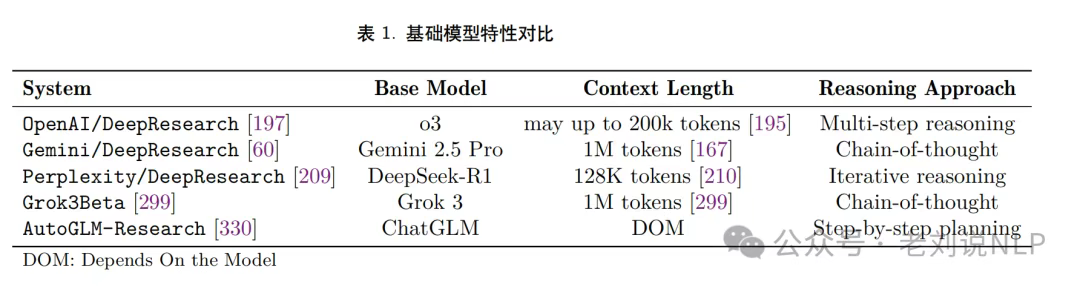 表 1. 基础模型特性对比
System Base Model Context Length Reasoning Approach
OpenAI/DeepResearch [197] o3 may up to 200k tokens [195] Multi-step reasoning
Gemini/DeepResearch [60] Gemini 2.5 Pro 1M tokens [167] Chain-of-thought
Perplexity/DeepResearch [209] DeepSeek-R1 128K tokens [210] Iterative reasoning
Grok3Beta [299] Grok 3 1M tokens [299] Chain-of-thought
AutoGLM-Research [330] ChatGLM DOM Step-by-step planning
公众号 · 老刘说NLP
DOM: Depends On the Model